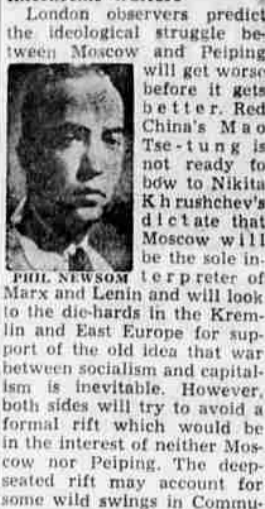 London observers predict
the ideological struggle be-
tween Moscow and Peiping
will get worse
before it gets
better. Red
China's Mao
Tse-tung is
not ready to
bow to Nikita
Khrushchev's
dictate that
Moscow will
be the sole in-
PHIL NEWSOM
terpreter of
Marx and Lenin and will look
to the die-hards in the Krem-
lin and East Europe for sup-
port of the old idea that war
between socialism and capital-
ism is inevitable. However,
both sides will try to avoid a
formal rift which would be
in the interest of neither Mos-
cow nor Peiping. The deep-
seated rift may account for
some wild swings in Commu-